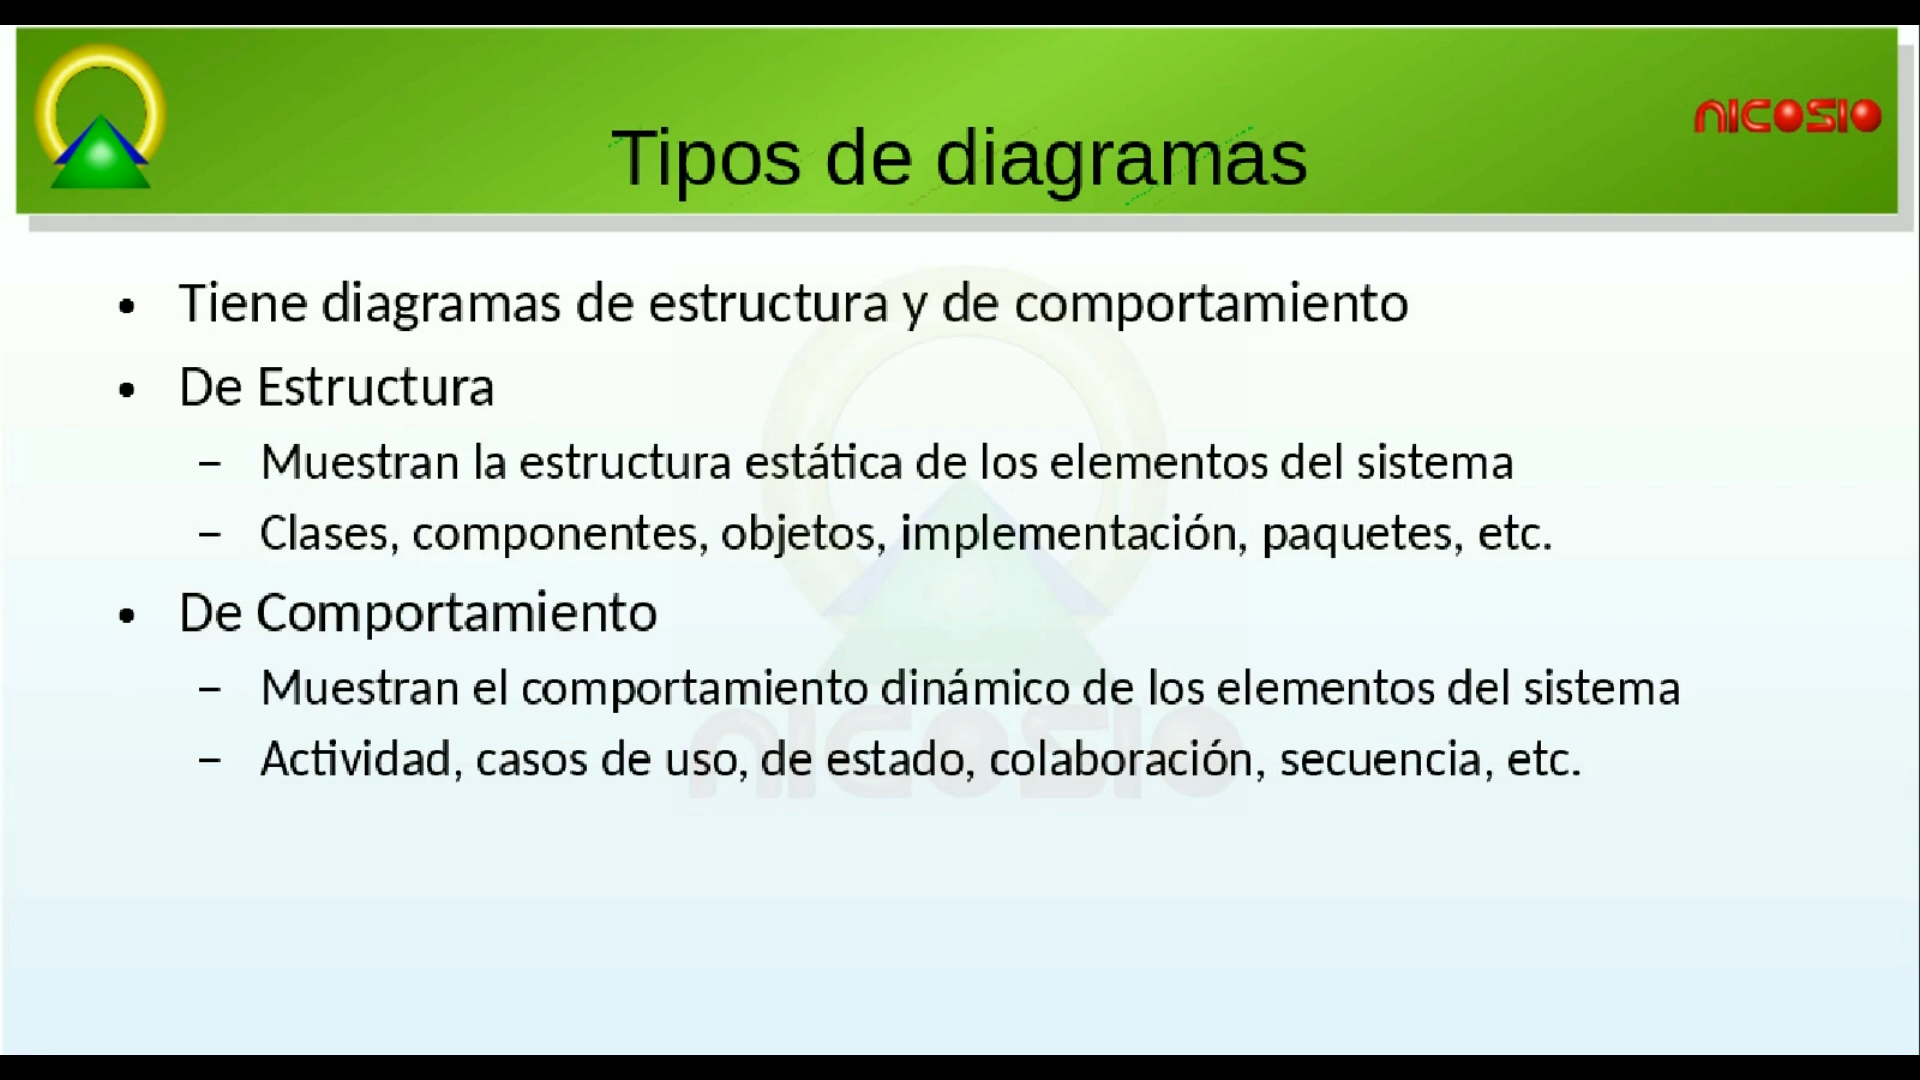 Tipos de diagramas
NICOSIO
• Tiene diagramas de estructura y de comportamiento
• De Estructura
– Muestran la estructura estática de los elementos del sistema
– Clases, componentes, objetos, implementación, paquetes, etc.
• De Comportamiento
– Muestran el comportamiento dinámico de los elementos del sistema
– Actividad, casos de uso, de estado, colaboración, secuencia, etc.
NICOSIO